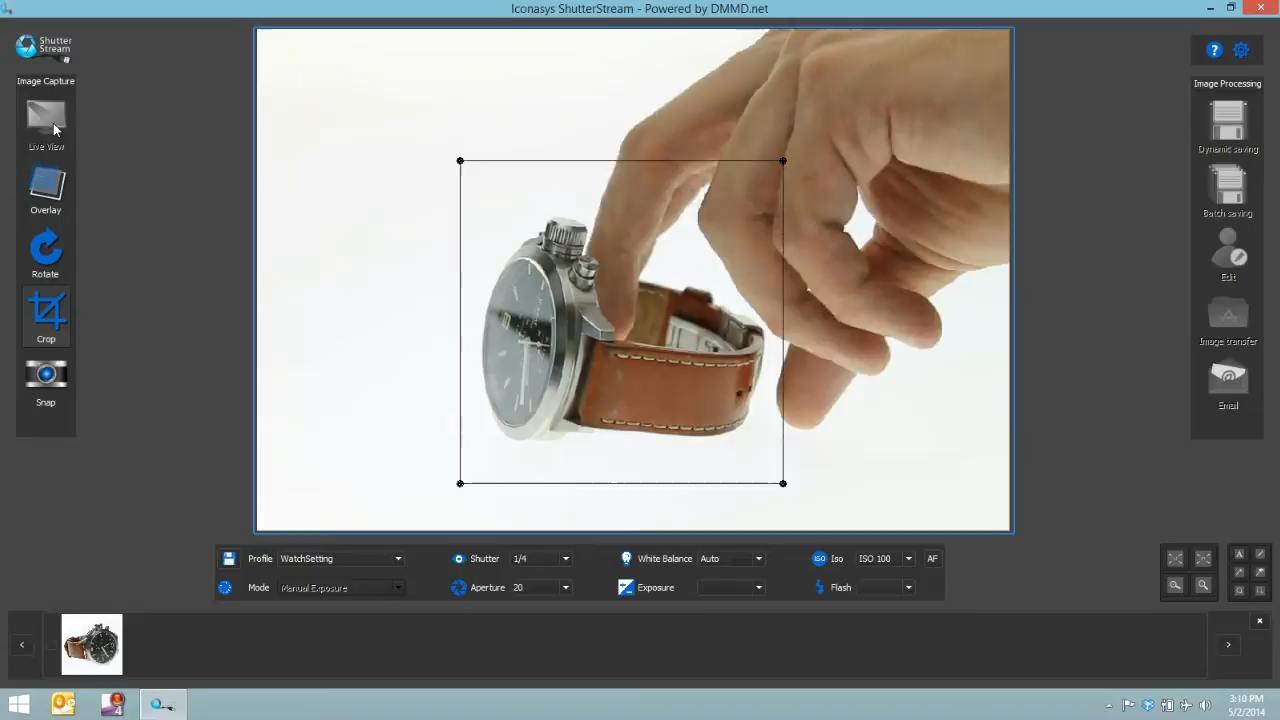 Iconasys ShutterStream - Powered by DMMD.net
Shutter
Stream
Image Capture
Live View
Overlay
Rotate
Crop
Snap
?
Image Processing
Dynamic saving
Batch saving
Edit
Image transfer
Email
Profile WatchSetting
Shutter 1/4
White Balance Auto
ISO Iso ISO 100
AF
Mode Manual Exposure
Aperture 20
Exposure
Flash
3:10 PM
5/2/2014